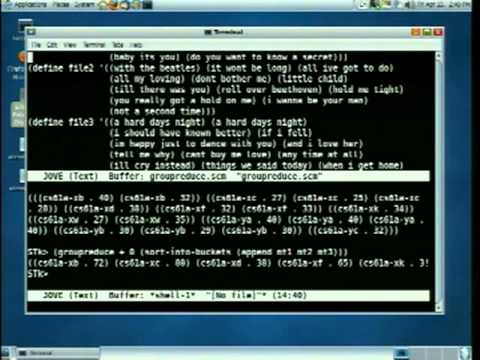 Applications Places System
Fri Apr
2:40 PM
Terminal
File Edit View Terminal Tabs Help
(baby its you) (do you want to know a secret)))
(define file2 '((with the beatles) (it wont be long) (all ive got to do)
(all my loving) (dont bother me) (little child)
(till there was you) (roll over beethoven) (hold me tight)
(you really got a hold on me) (i wanna be your man)
(not a second time)))
(define file3 '((a hard days night) (a hard days night)
(i should have known better) (if i fell)
(im happy just to dance with you) (and i love her)
(tell me why) (cant buy me love) (any time at all)
(ill cry instead) (things we said today) (when i get home)
JOVE (Text) Buffer: groupreduce.scm "groupreduce.scm"
(((cs61a-xb . 40) (cs61a-xb . 32)) ((cs61a-xc . 25) (cs61a-xc
. 20)) ((cs61a-xd . 38)) ((cs61a-xf . 32) (cs61a-xf . 33)) ((cs61a-xk . 34))
((cs61a-xw . 27) (cs61a-xw . 35)) ((cs61a-ya . 40) (cs61a-ya . 40) (cs61a-ya .
40)) ((cs61a-yb . 30) (cs61a-yb . 29) (cs61a-yb . 30)) ((cs61a-yc . 32)))
STk> (groupreduce + 0 (sort-into-buckets (append mt1 mt2 mt3)))
((cs61a-xb . 72) (cs61a-xc . 80) (cs61a-xd . 38) (cs61a-xf . 65) (cs61a-xk . 3!
STk>
JOVE (Text) Buffer: *shell-1* "[No file]"* (14:40)
Terminal